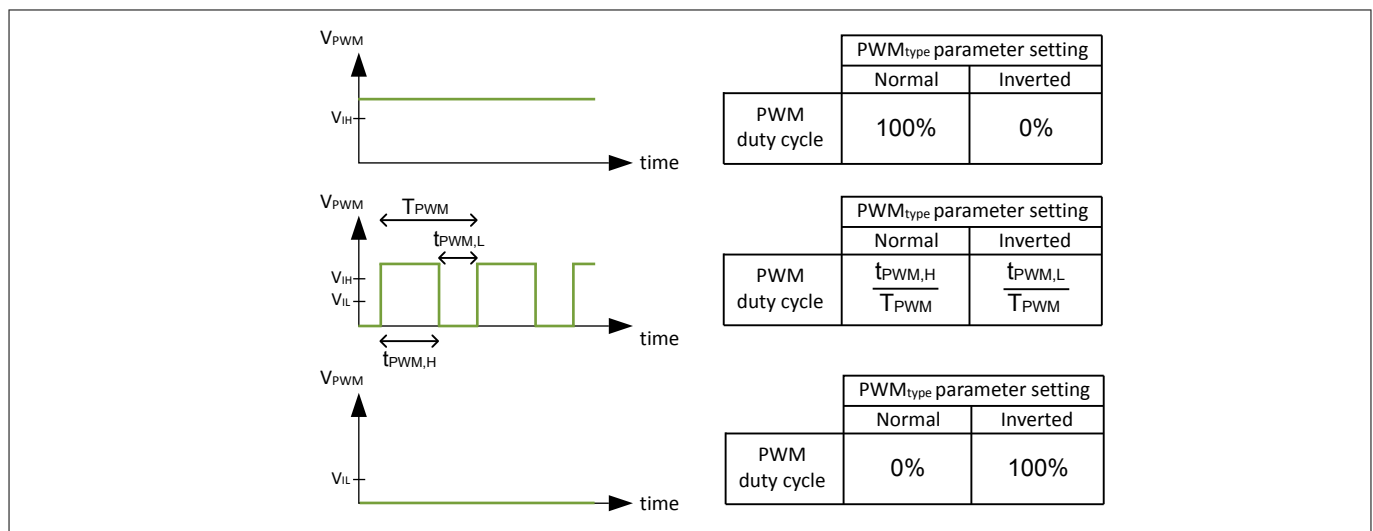 VPWM
VIH
time
PWMtype parameter setting
Normal Inverted
PWM
duty cycle
100% 0%
VPWM
TPWM
tPWM,L
VIH
VIL
time
tPWM,H
PWMtype parameter setting
Normal Inverted
PWM
duty cycle
tPWM,H tPWM,L
TPWM TPWM
VPWM
VIL
time
PWMtype parameter setting
Normal Inverted
PWM
duty cycle
0% 100%